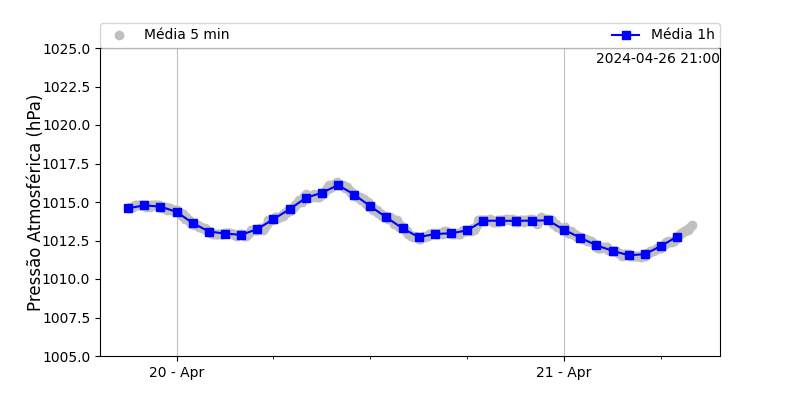 Média 5 min
Média 1h
2024-04-26 21:00
Pressão Atmosférica (hPa)
1025.0
1022.5
1020.0
1017.5
1015.0
1012.5
1010.0
1007.5
1005.0
20 - Apr
21 - Apr